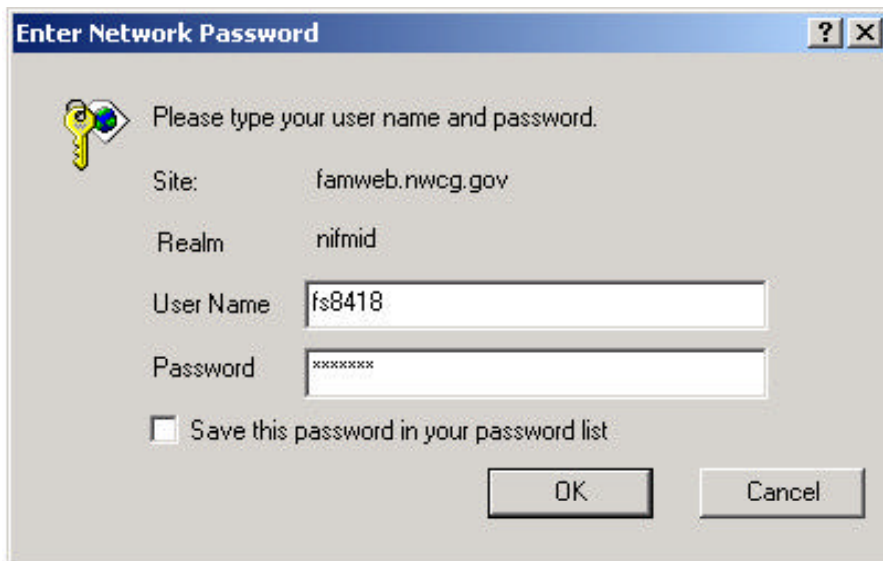 Enter Network Password
Please type your user name and password.
Site: famweb.nwcg.gov
Realm nifmid
User Name fs8418
Password *******
Save this password in your password list
OK Cancel